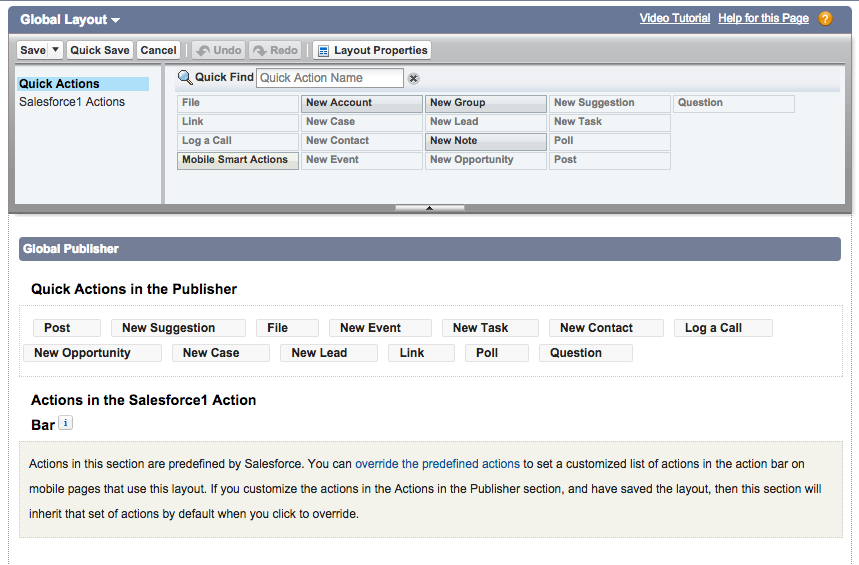 Global Layout
Video Tutorial Help for this Page ?
Save Quick Save Cancel Undo Redo Layout Properties
Quick Actions
Salesforce1 Actions
Quick Find Quick Action Name
File New Account New Group New Suggestion Question
Link New Case New Lead New Task
Log a Call New Contact New Note Poll
Mobile Smart Actions New Event New Opportunity Post
Global Publisher
Quick Actions in the Publisher
Post New Suggestion File New Event New Task New Contact Log a Call
New Opportunity New Case New Lead Link Poll Question
Actions in the Salesforce1 Action
Bar i
Actions in this section are predefined by Salesforce. You can override the predefined actions to set a customized list of actions in the action bar on
mobile pages that use this layout. If you customize the actions in the Actions in the Publisher section, and have saved the layout, then this section will
inherit that set of actions by default when you click to override.